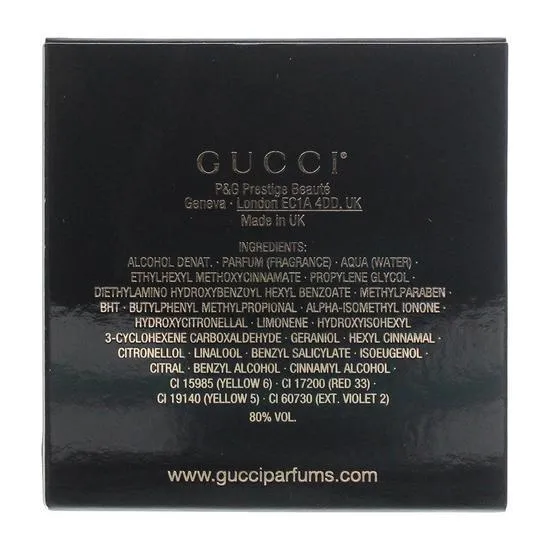 GUCCI®
P&G Prestige Beauté
Geneva · London EC1A 4DD, UK
Made in UK
INGREDIENTS:
ALCOHOL DENAT. · PARFUM (FRAGRANCE) · AQUA (WATER) ·
ETHYLHEXYL METHOXYCINNAMATE · PROPYLENE GLYCOL ·
DIETHYLAMINO HYDROXYBENZOYL HEXYL BENZOATE · METHYLPARABEN ·
BHT · BUTYLPHENYL METHYLPROPIONAL · ALPHA-ISOMETHYL IONONE ·
HYDROXYCITRONELLAL · LIMONENE · HYDROXYISOHEXYL
3-CYCLOHEXENE CARBOXALDEHYDE · GERANIOL · HEXYL CINNAMAL ·
CITRONELLOL · LINALOOL · BENZYL SALICYLATE · ISOEUGENOL ·
CITRAL · BENZYL ALCOHOL · CINNAMYL ALCOHOL ·
CI 15985 (YELLOW 6) · CI 17200 (RED 33) ·
CI 19140 (YELLOW 5) · CI 60730 (EXT. VIOLET 2)
80% VOL.
www.gucciparfums.com